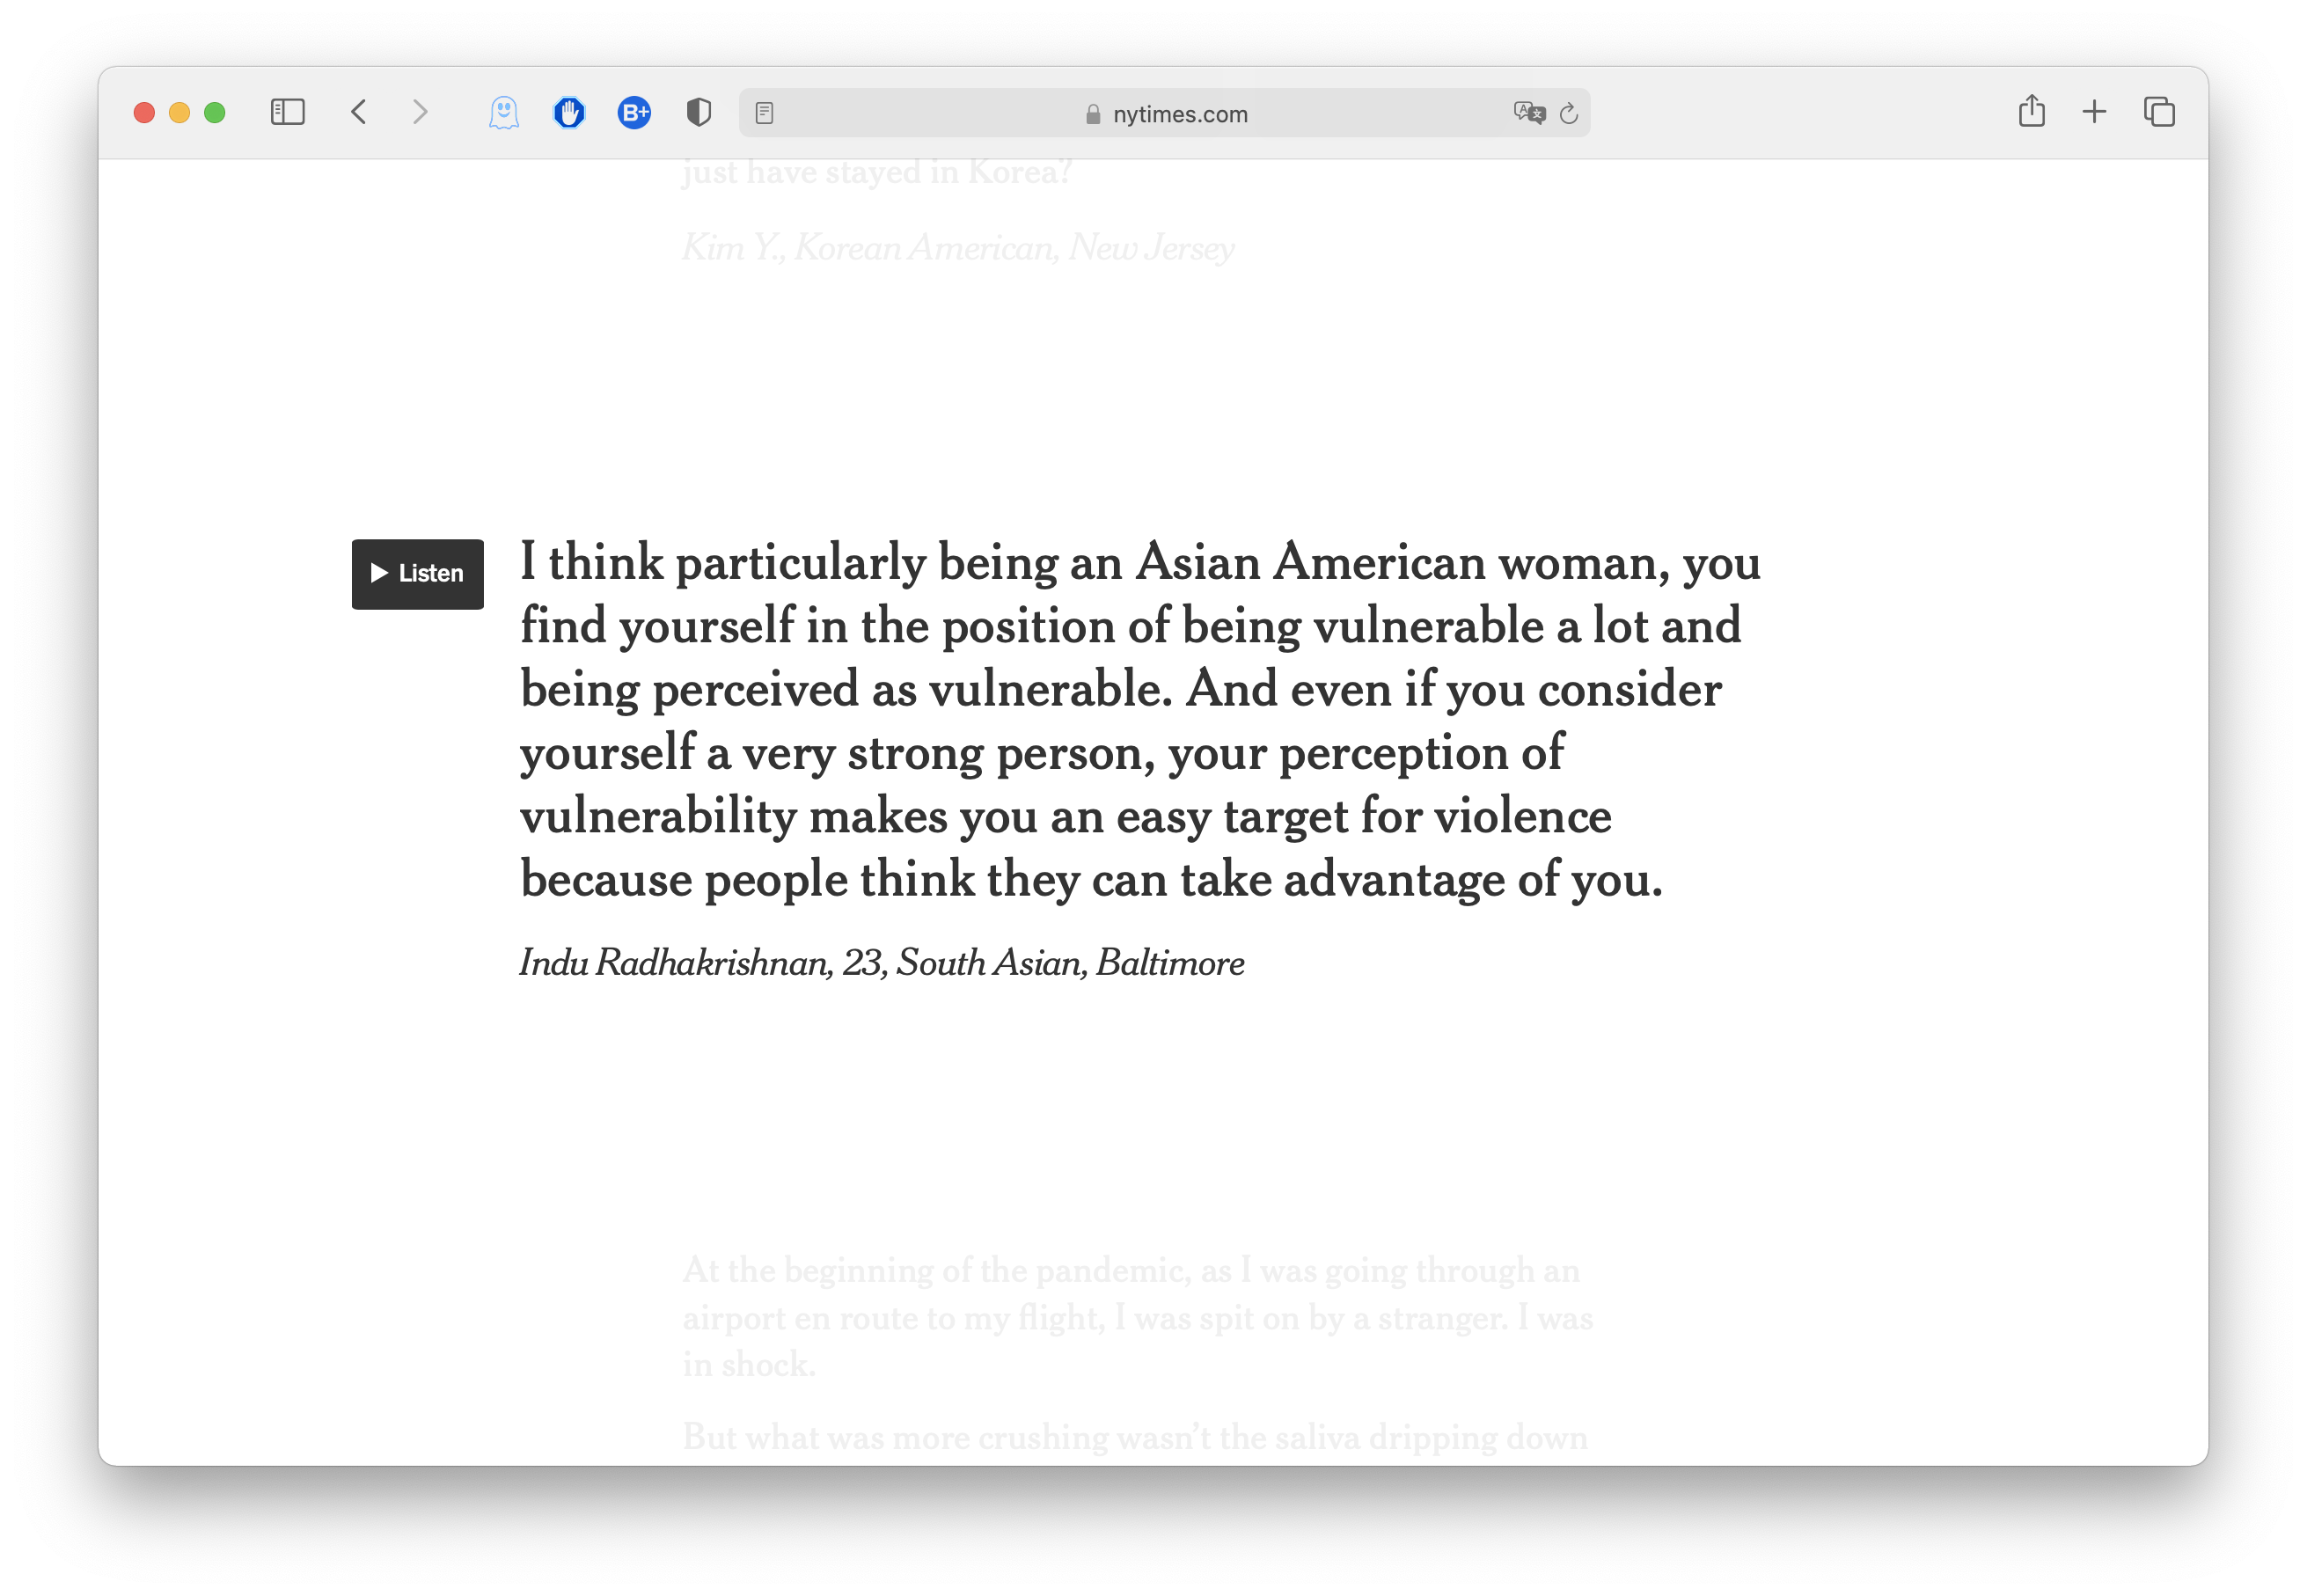 B+
nytimes.com
just have stayed in Korea?
Kim Y., Korean American, New Jersey
Listen
I think particularly being an Asian American woman, you
find yourself in the position of being vulnerable a lot and
being perceived as vulnerable. And even if you consider
yourself a very strong person, your perception of
vulnerability makes you an easy target for violence
because people think they can take advantage of you.
Indu Radhakrishnan, 23, South Asian, Baltimore
At the beginning of the pandemic, as I was going through an
airport en route to my flight, I was spit on by a stranger. I was
in shock.
But what was more crushing wasn’t the saliva dripping down